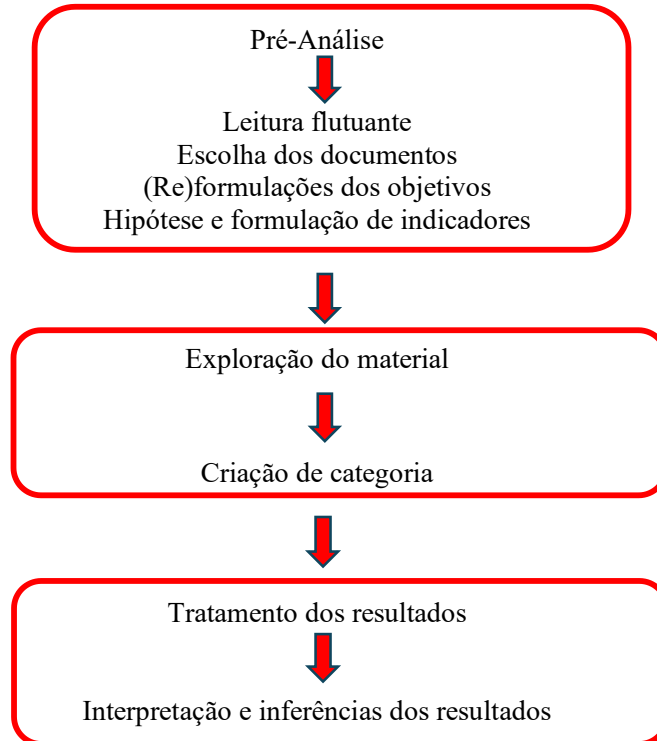 Pré-Análise
Leitura flutuante
Escolha dos documentos
(Re)formulações dos objetivos
Hipótese e formulação de indicadores
Exploração do material
Criação de categoria
Tratamento dos resultados
Interpretação e inferências dos resultados